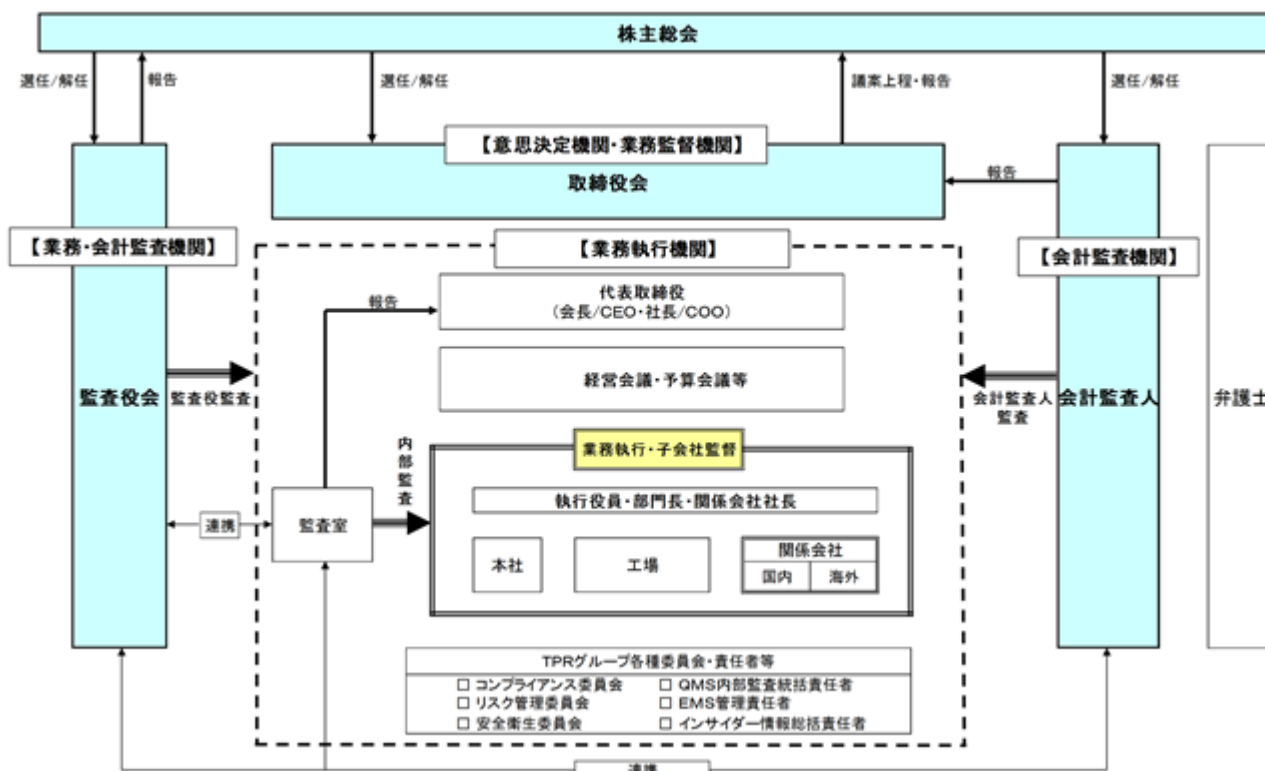 株主総会
選任/解任
報告
選任/解任
議案上程・報告
選任/解任
【意思決定機関・業務監督機関】
取締役会
報告
【業務・会計監査機関】
【業務執行機関】
【会計監査機関】
代表取締役
(会長/CEO・社長/COO)
報告
経営会議・予算会議等
監査役会
監査役監査
会計監査人
監査
会計監査人
弁護士
業務執行・子会社監督
内部監査
執行役員・部門長・関係会社社長
連携
監査室
本社
工場
関係会社
国内
海外
TPRグループ各種委員会・責任者等
□ コンプライアンス委員会
□ QMS内部監査統括責任者
□ リスク管理委員会
□ EMS管理責任者
□ 安全衛生委員会
□ インサイダー情報総括責任者
連携